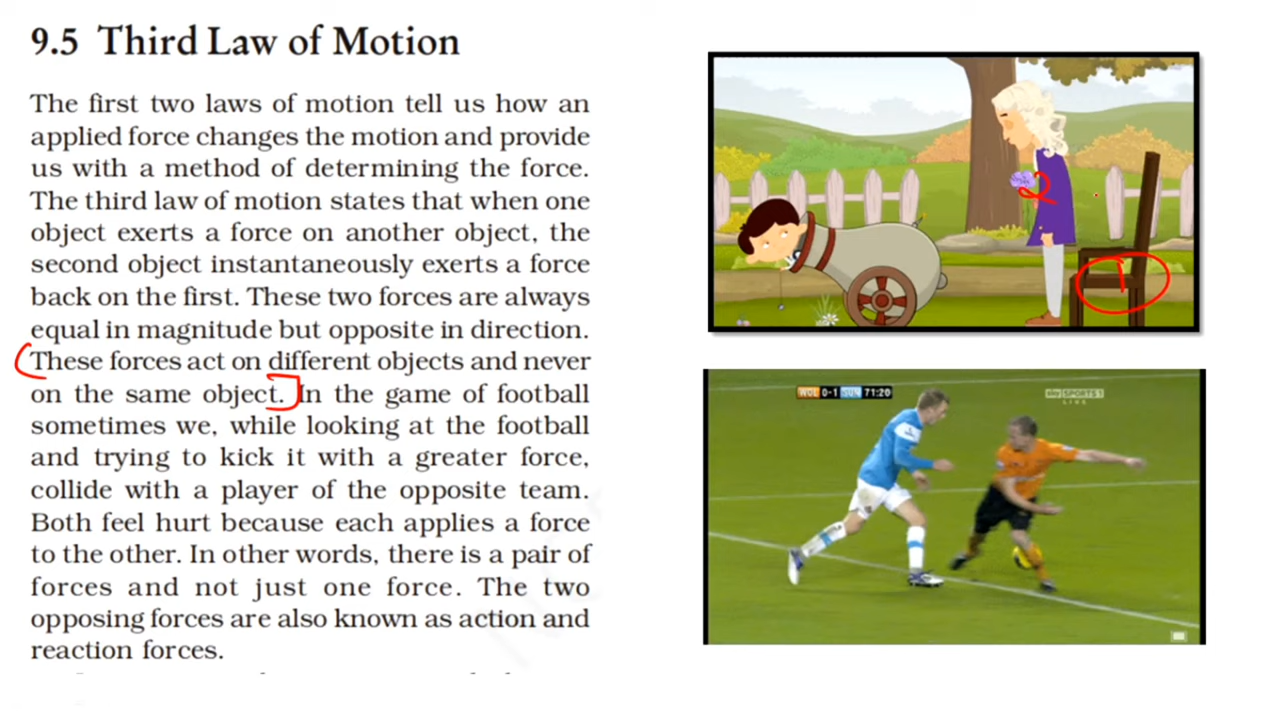 9.5 Third Law of Motion
The first two laws of motion tell us how an
applied force changes the motion and provide
us with a method of determining the force.
The third law of motion states that when one
object exerts a force on another object, the
second object instantaneously exerts a force
back on the first. These two forces are always
equal in magnitude but opposite in direction.
These forces act on different objects and never
on the same object. In the game of football
sometimes we, while looking at the football
and trying to kick it with a greater force,
collide with a player of the opposite team.
Both feel hurt because each applies a force
to the other. In other words, there is a pair of
forces and not just one force. The two
opposing forces are also known as action and
reaction forces.
2
1
WOL 0-1 SUN 71:20
sky SPORTS 1
LIVE